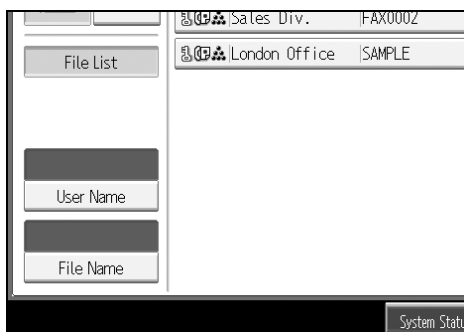 Sales Div. FAX0002
File List
London Office SAMPLE
User Name
File Name
System Statu